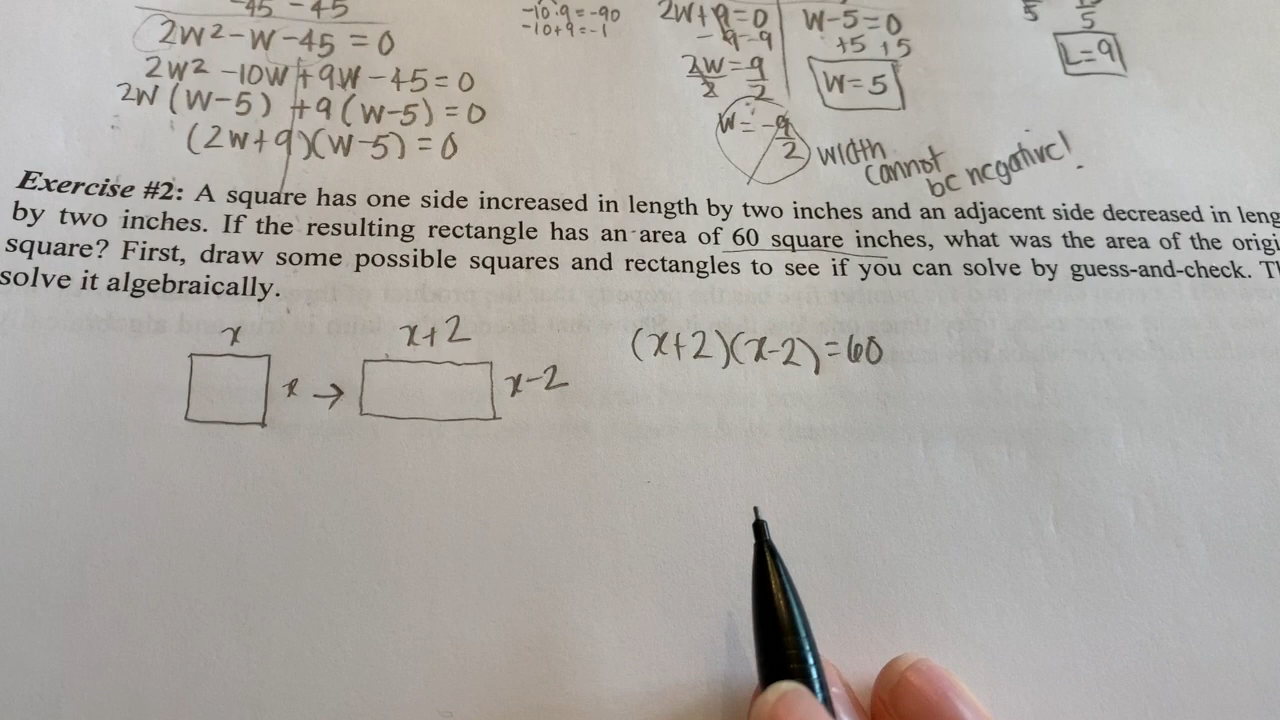 -45 -45
2W² - W - 45 = 0
2W² - 10W + 9W - 45 = 0
2W (W-5) + 9 (W-5) = 0
(2W+9)(W-5) = 0
-10·9 = -90
-10+9 = -1
2W+9=0
-9 -9
2W = 9
2 2
W = -9/2
width cannot be negative!
W-5=0
+5 +5
W=5
5 5
L=9
Exercise #2: A square has one side increased in length by two inches and an adjacent side decreased in leng
by two inches. If the resulting rectangle has an area of 60 square inches, what was the area of the origi
square? First, draw some possible squares and rectangles to see if you can solve by guess-and-check. Th
solve it algebraically.
x x+2 (x+2)(x-2)=60
x → x-2